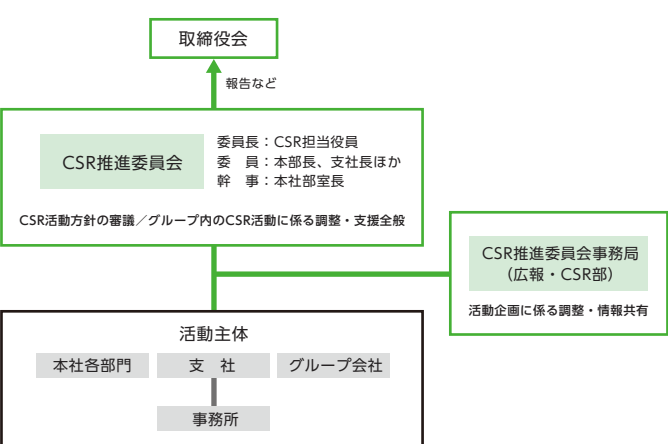 取締役会
報告など
CSR推進委員会
委員長：CSR担当役員
委　員：本部長、支社長ほか
幹　事：本社部室長
CSR活動方針の審議／グループ内のCSR活動に係る調整・支援全般
CSR推進委員会事務局
（広報・CSR部）
活動企画に係る調整・情報共有
活動主体
本社各部門
支　社
グループ会社
事務所